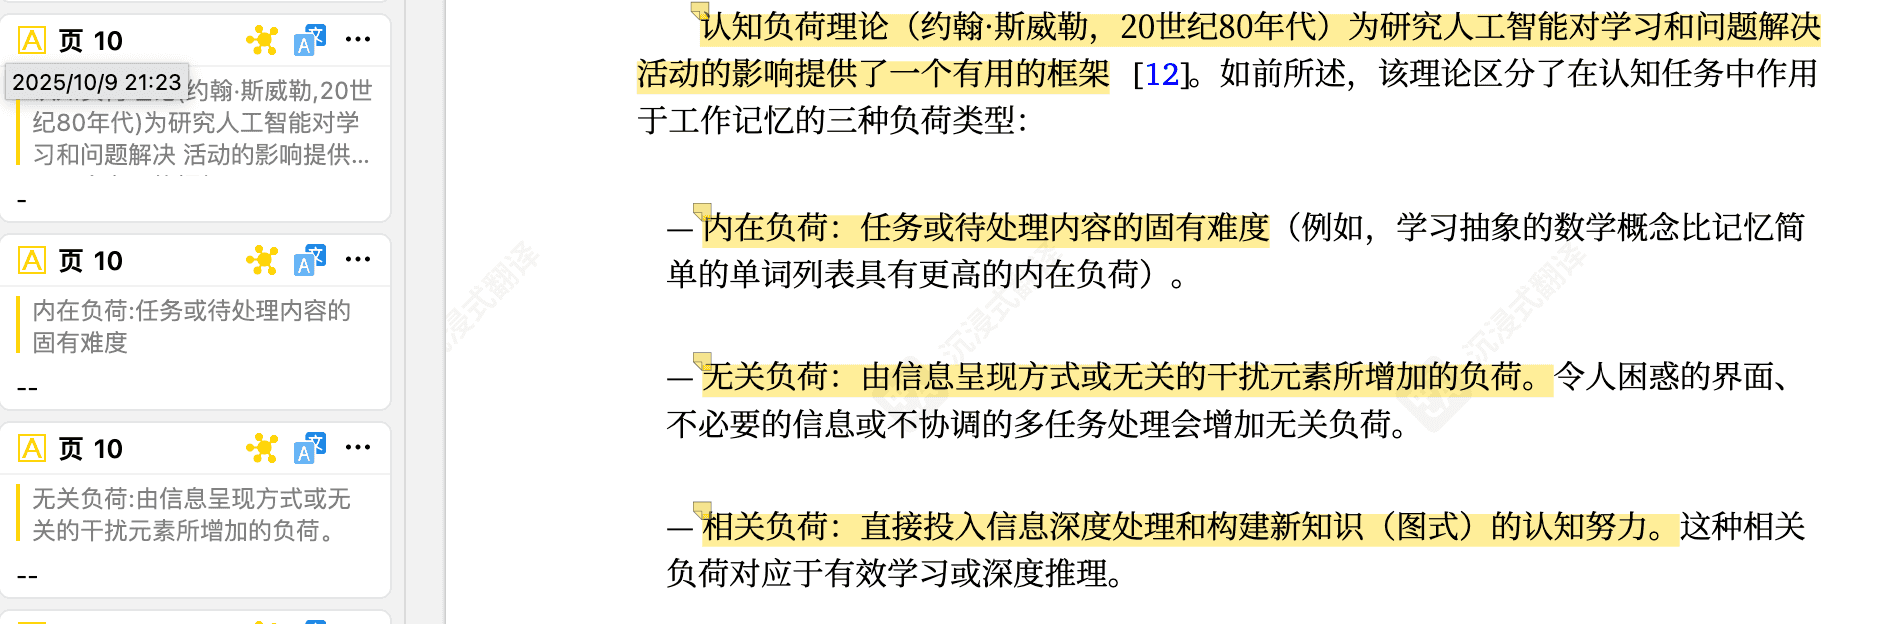 页 10
2025/10/9 21:23
(约翰·斯威勒,20世
纪80年代)为研究人工智能对学
习和问题解决 活动的影响提供...
-
页 10
内在负荷:任务或待处理内容的
固有难度
--
页 10
无关负荷:由信息呈现方式或无
关的干扰元素所增加的负荷。
--
认知负荷理论（约翰·斯威勒，20世纪80年代）为研究人工智能对学习和问题解决
活动的影响提供了一个有用的框架 [12]。如前所述，该理论区分了在认知任务中作用
于工作记忆的三种负荷类型：
— 内在负荷：任务或待处理内容的固有难度（例如，学习抽象的数学概念比记忆简
单的单词列表具有更高的内在负荷）。
— 无关负荷：由信息呈现方式或无关的干扰元素所增加的负荷。令人困惑的界面、
不必要的信息或不协调的多任务处理会增加无关负荷。
— 相关负荷：直接投入信息深度处理和构建新知识（图式）的认知努力。这种相关
负荷对应于有效学习或深度推理。
沉浸式翻译
沉浸式翻译
沉浸式翻译